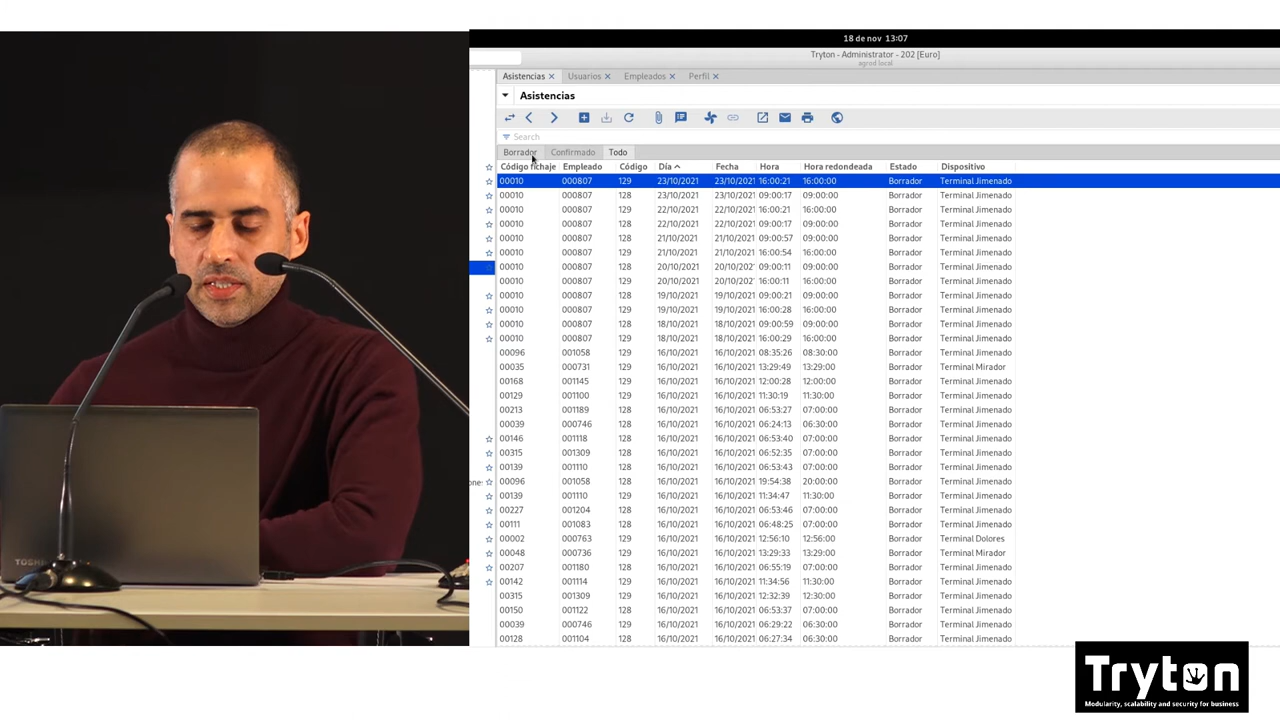 18 de nov 13:07
Tryton - Administrator - 202 [Euro]
agrod local
Asistencias Usuarios Empleados Perfil
Asistencias
Search
Borrador Confirmado Todo
Código fichaje Empleado Código Día Fecha Hora Hora redondeada Estado Dispositivo
00010 000807 129 23/10/2021 23/10/2021 16:00:21 16:00:00 Borrador Terminal Jimenado
00010 000807 128 23/10/2021 23/10/2021 09:00:17 09:00:00 Borrador Terminal Jimenado
00010 000807 129 22/10/2021 22/10/2021 16:00:21 16:00:00 Borrador Terminal Jimenado
00010 000807 128 22/10/2021 22/10/2021 09:00:17 09:00:00 Borrador Terminal Jimenado
00010 000807 128 21/10/2021 21/10/2021 09:00:57 09:00:00 Borrador Terminal Jimenado
00010 000807 129 21/10/2021 21/10/2021 16:00:54 16:00:00 Borrador Terminal Jimenado
00010 000807 128 20/10/2021 20/10/202 09:00:11 09:00:00 Borrador Terminal Jimenado
00010 000807 129 20/10/2021 20/10/202 16:00:11 16:00:00 Borrador Terminal Jimenado
00010 000807 128 19/10/2021 19/10/2021 09:00:21 09:00:00 Borrador Terminal Jimenado
00010 000807 129 19/10/2021 19/10/2021 16:00:28 16:00:00 Borrador Terminal Jimenado
00010 000807 128 18/10/2021 18/10/2021 09:00:59 09:00:00 Borrador Terminal Jimenado
00010 000807 129 18/10/2021 18/10/2021 16:00:29 16:00:00 Borrador Terminal Jimenado
00096 001058 129 16/10/2021 16/10/2021 08:35:26 08:30:00 Borrador Terminal Jimenado
00035 000731 129 16/10/2021 16/10/2021 13:29:49 13:29:00 Borrador Terminal Mirador
00168 001145 129 16/10/2021 16/10/2021 12:00:28 12:00:00 Borrador Terminal Jimenado
00129 001100 129 16/10/2021 16/10/2021 11:30:19 11:30:00 Borrador Terminal Jimenado
00213 001189 128 16/10/2021 16/10/2021 06:53:27 07:00:00 Borrador Terminal Jimenado
00039 000746 128 16/10/2021 16/10/2021 06:24:13 06:30:00 Borrador Terminal Jimenado
00146 001118 128 16/10/2021 16/10/2021 06:53:40 07:00:00 Borrador Terminal Jimenado
00315 001309 128 16/10/2021 16/10/2021 06:52:35 07:00:00 Borrador Terminal Jimenado
00139 001110 128 16/10/2021 16/10/2021 06:53:43 07:00:00 Borrador Terminal Jimenado
00096 001058 128 16/10/2021 16/10/2021 19:54:38 20:00:00 Borrador Terminal Jimenado
00139 001110 129 16/10/2021 16/10/2021 11:34:47 11:30:00 Borrador Terminal Jimenado
00227 001204 128 16/10/2021 16/10/2021 06:53:46 07:00:00 Borrador Terminal Jimenado
00111 001083 128 16/10/2021 16/10/2021 06:48:25 07:00:00 Borrador Terminal Jimenado
00002 000763 129 16/10/2021 16/10/2021 12:56:10 12:56:00 Borrador Terminal Dolores
00048 000736 129 16/10/2021 16/10/2021 13:29:33 13:29:00 Borrador Terminal Mirador
00207 001180 128 16/10/2021 16/10/2021 06:55:19 07:00:00 Borrador Terminal Jimenado
00142 001114 129 16/10/2021 16/10/2021 11:34:56 11:30:00 Borrador Terminal Jimenado
00315 001309 129 16/10/2021 16/10/2021 12:32:39 12:30:00 Borrador Terminal Jimenado
00150 001122 128 16/10/2021 16/10/2021 06:53:37 07:00:00 Borrador Terminal Jimenado
00039 000746 128 16/10/2021 16/10/2021 06:29:22 06:30:00 Borrador Terminal Jimenado
00128 001104 128 16/10/2021 16/10/2021 06:27:34 06:30:00 Borrador Terminal Jimenado
Tryton
Modularity, scalability and security for business